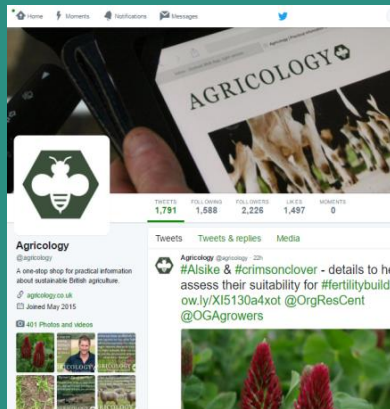 Home Moments Notifications Messages
AGRICOLOGY
TWEETS FOLLOWING FOLLOWERS LIKES MOMENTS
1,791 1,588 2,226 1,497 0
Agricology
@agricology
A one-stop shop for practical information
about sustainable British agriculture.
agricology.co.uk
Joined May 2015
401 Photos and videos
Tweets Tweets & replies Media
Agricology @agricology · 22h
#Alsike & #crimsonclover - details to he
assess their suitability for #fertilitybuild
ow.ly/XI5130a4xot @OrgResCent
@OGAgrowers